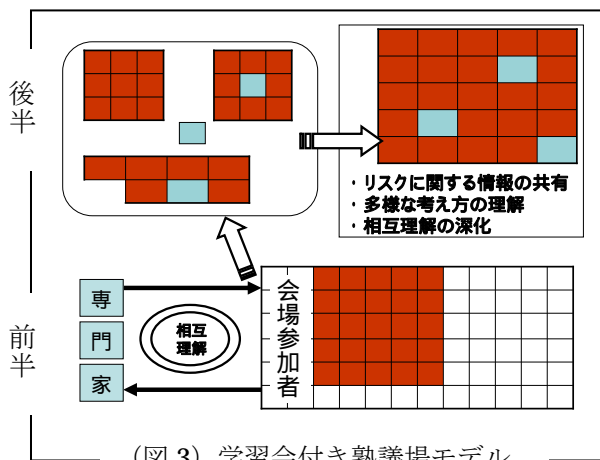 後半
・リスクに関する情報の共有
・多様な考え方の理解
・相互理解の深化
前半
専
門
家
相互
理解
会場参加者
(図 3) 学習会付き熟議場モデル